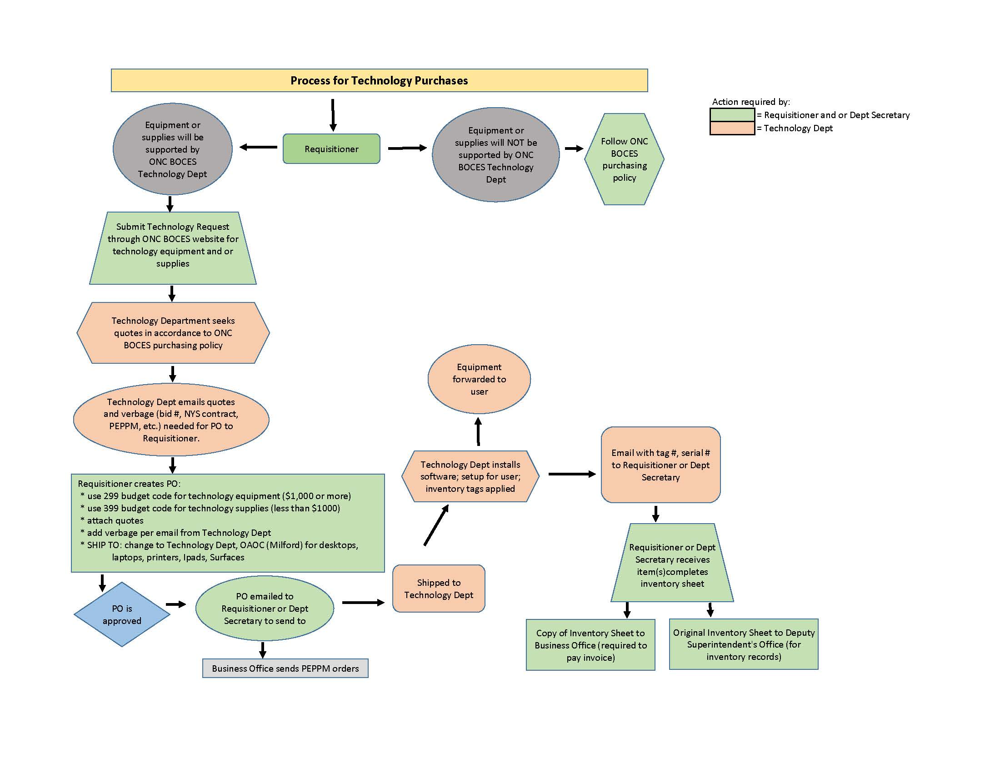 Process for Technology Purchases
Action required by:
= Requisitioner and or Dept Secretary
= Technology Dept
Equipment or
supplies will be
supported by
ONC BOCES
Technology Dept
Requisitioner
Equipment or
supplies will NOT be
supported by ONC
BOCES Technology
Dept
Follow ONC
BOCES
purchasing
policy
Submit Technology Request
through ONC BOCES website for
technology equipment and or
supplies
Technology Department seeks
quotes in accordance to ONC
BOCES purchasing policy
Technology Dept emails quotes
and verbage (bid #, NYS contract,
PEPPM, etc.) needed for PO to
Requisitioner.
Requisitioner creates PO:
* use 299 budget code for technology equipment ($1,000 or more)
* use 399 budget code for technology supplies (less than $1000)
* attach quotes
* add verbage per email from Technology Dept
* SHIP TO: change to Technology Dept, OAOC (Milford) for desktops,
laptops, printers, Ipads, Surfaces
PO is
approved
PO emailed to
Requisitioner or Dept
Secretary to send to
Business Office sends PEPPM orders
Shipped to
Technology Dept
Technology Dept installs
software; setup for user;
inventory tags applied
Equipment
forwarded to
user
Email with tag #, serial #
to Requisitioner or Dept
Secretary
Requisitioner or Dept
Secretary receives
item(s)completes
inventory sheet
Copy of Inventory Sheet to
Business Office (required to
pay invoice)
Original Inventory Sheet to Deputy
Superintendent's Office (for
inventory records)